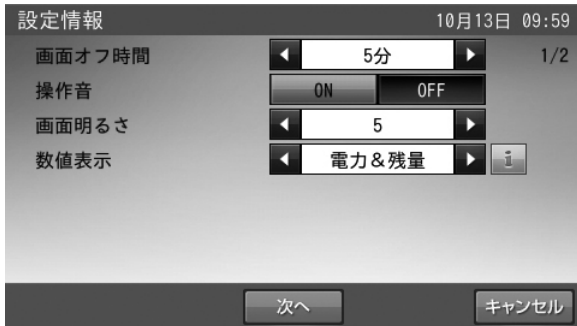 設定情報 10月13日 09:59
画面オフ時間 5分 1/2
操作音 ON OFF
画面明るさ 5
数値表示 電力&残量 i
次へ キャンセル